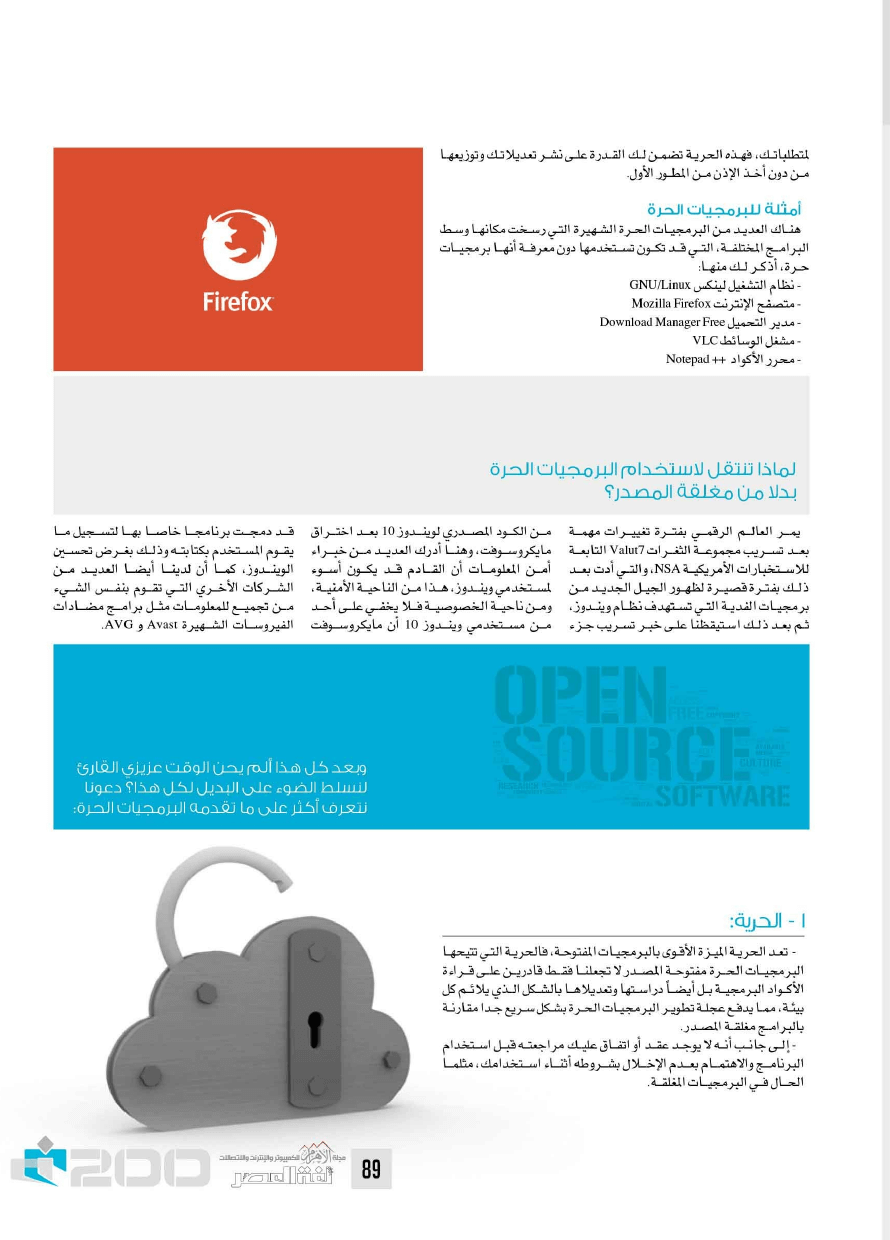 لمتطلباتك، فهذه الحرية تضمن لك القدرة على نشر تعديلاتك وتوزيعها
من دون أخذ الإذن من المطور الأول.
أمثلة للبرمجيات الحرة
هناك العديد من البرمجيات الحرة الشهيرة التي رسخت مكانها وسط
البرامج المختلفة، التي قد تكون تستخدمها دون معرفة أنها برمجيات
حرة، أذكر لك منها:
- نظام التشغيل لينكس GNU/Linux
- متصفح الإنترنت Mozilla Firefox
- مدير التحميل Download Manager Free
- مشغل الوسائط VLC
- محرر الأكواد Notepad ++
Firefox
لماذا تنتقل لاستخدام البرمجيات الحرة
بدلا من مغلقة المصدر؟
يمر العالم الرقمي بفترة تغييرات مهمة
بعد تسريب مجموعة الثغرات Valut7 التابعة
للاستخبارات الأمريكية NSA، والتي أدت بعد
ذلك بفترة قصيرة لظهور الجيل الجديد من
برمجيات الفدية التي تستهدف نظام ويندوز،
ثم بعد ذلك استيقظنا على خبر تسريب جزء
من الكود المصدري لويندوز 10 بعد اختراق
مايكروسوفت، وهنا أدرك العديد من خبراء
أمن المعلومات أن القادم قد يكون أسوء
لمستخدمي ويندوز، هذا من الناحية الأمنية،
ومن ناحية الخصوصية فلا يخفي على أحد
من مستخدمي ويندوز 10 أن مايكروسوفت
قد دمجت برنامجا خاصا بها لتسجيل ما
يقوم المستخدم بكتابته وذلك بغرض تحسين
الويندوز، كما أن لدينا أيضا العديد من
الشركات الأخري التي تقوم بنفس الشيء
من تجميع للمعلومات مثل برامج مضادات
الفيروسات الشهيرة Avast و AVG.
OPEN
SOURCE
CULTURE
SOFTWARE
وبعد كل هذا ألم يحن الوقت عزيزي القارئ
لنسلط الضوء على البديل لكل هذا؟ دعونا
نتعرف أكثر على ما تقدمه البرمجيات الحرة:
١ - الحرية:
- تعد الحرية الميزة الأقوى بالبرمجيات المفتوحة، فالحرية التي تتيحها
البرمجيات الحرة مفتوحة المصدر لا تجعلنا فقط قادرين على قراءة
الأكواد البرمجية بل أيضاً دراستها وتعديلاها بالشكل الذي يلائم كل
بيئة، مما يدفع عجلة تطوير البرمجيات الحرة بشكل سريع جدا مقارنة
بالبرامج مغلقة المصدر.
- إلى جانب أنه لا يوجد عقد أو اتفاق عليك مراجعته قبل استخدام
البرنامج والاهتمام بعدم الإخلال بشروطه أثناء استخدامك، مثلما
الحال في البرمجيات المغلقة.
89
مجلة الأهرام للكمبيوتر والإنترنت والاتصالات
لغة العصر
200